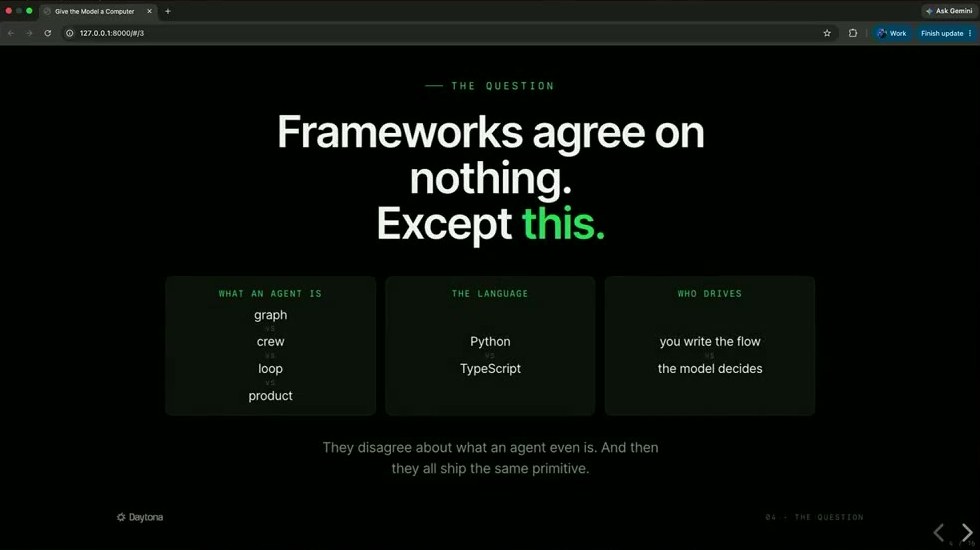 Give the Model a Computer
Ask Gemini
127.0.0.1:8000/#/3
Work
Finish update
THE QUESTION
Frameworks agree on
nothing.
Except this.
WHAT AN AGENT IS
graph
vs
crew
vs
loop
vs
product
THE LANGUAGE
Python
vs
TypeScript
WHO DRIVES
you write the flow
vs
the model decides
They disagree about what an agent even is. And then
they all ship the same primitive.
Daytona
04 · THE QUESTION